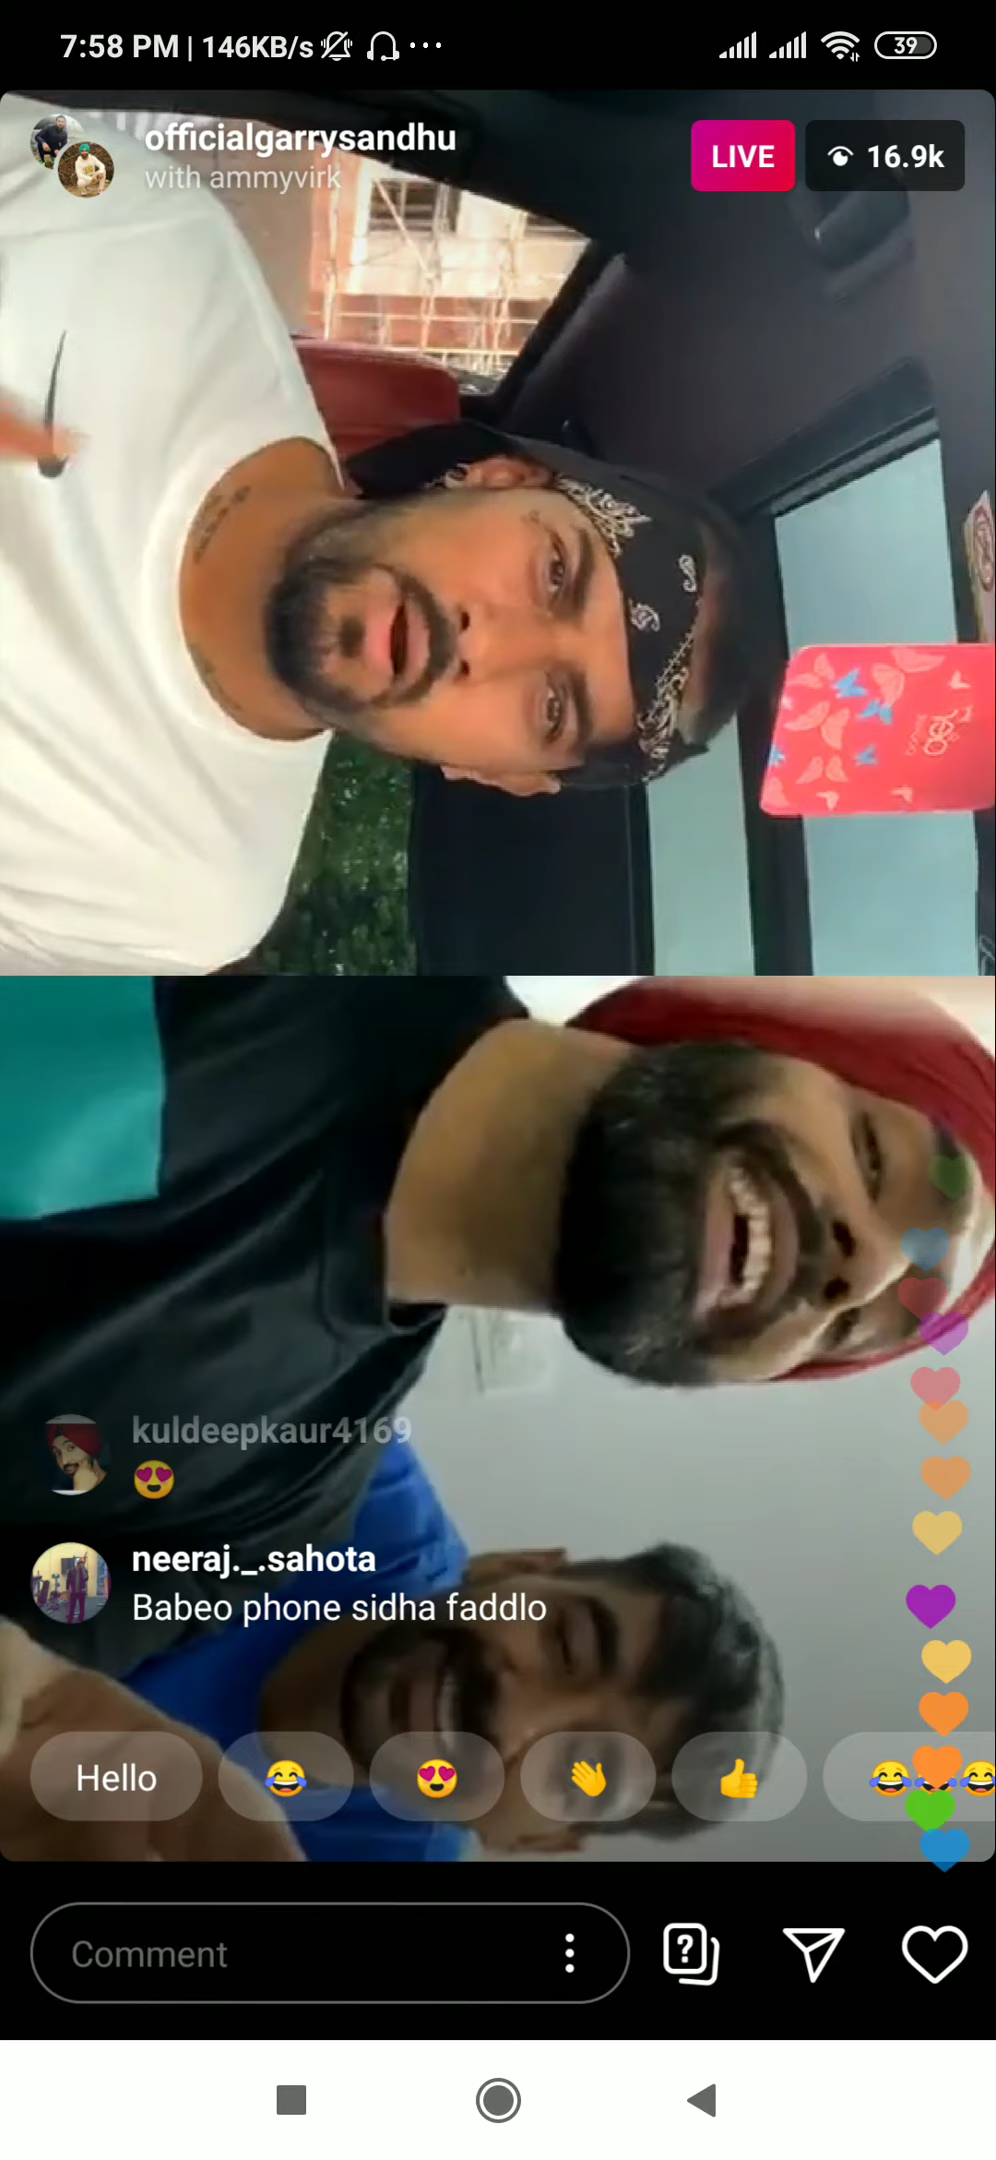 7:58 PM | 146KB/s
39
officialgarrysandhu
with ammyvirk
LIVE
16.9k
kuldeepkaur4169
😍
neeraj._.sahota
Babeo phone sidha faddlo
Hello 😂 😍 👋 👍 😂😂😂
Comment